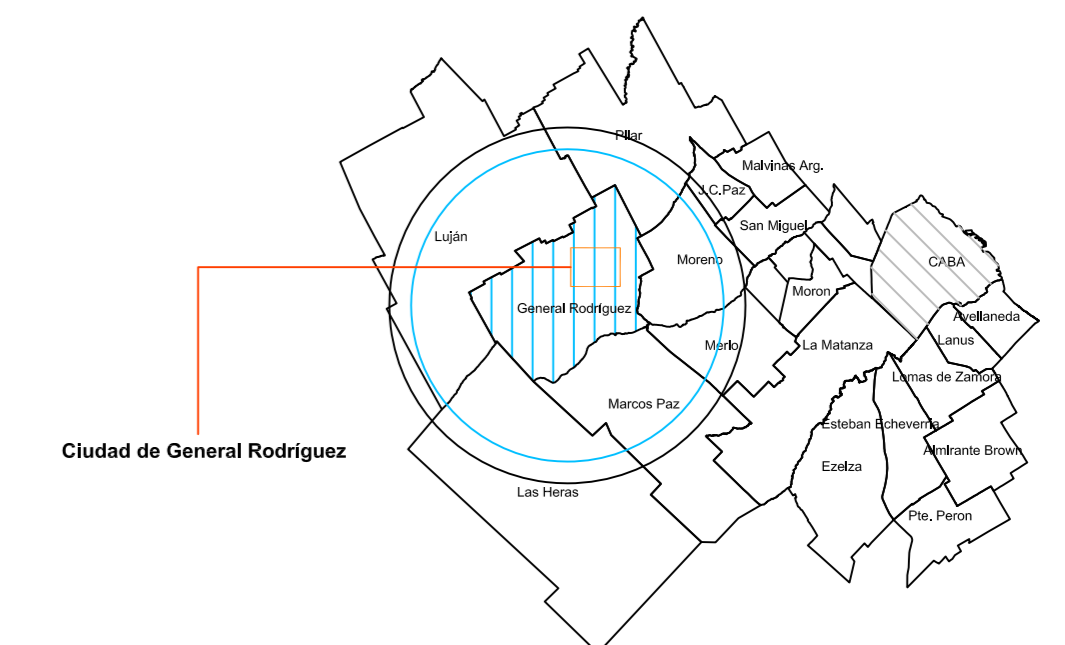 Pilar
Malvinas Arg.
J.C.Paz
San Miguel
Luján
Moreno
CABA
Moron
General Rodríguez
Avellaneda
Merlo
La Matanza
Lanus
Lomas de Zamora
Marcos Paz
Esteban Echeverría
Ciudad de General Rodríguez
Almirante Brown
Ezeiza
Las Heras
Pte. Peron